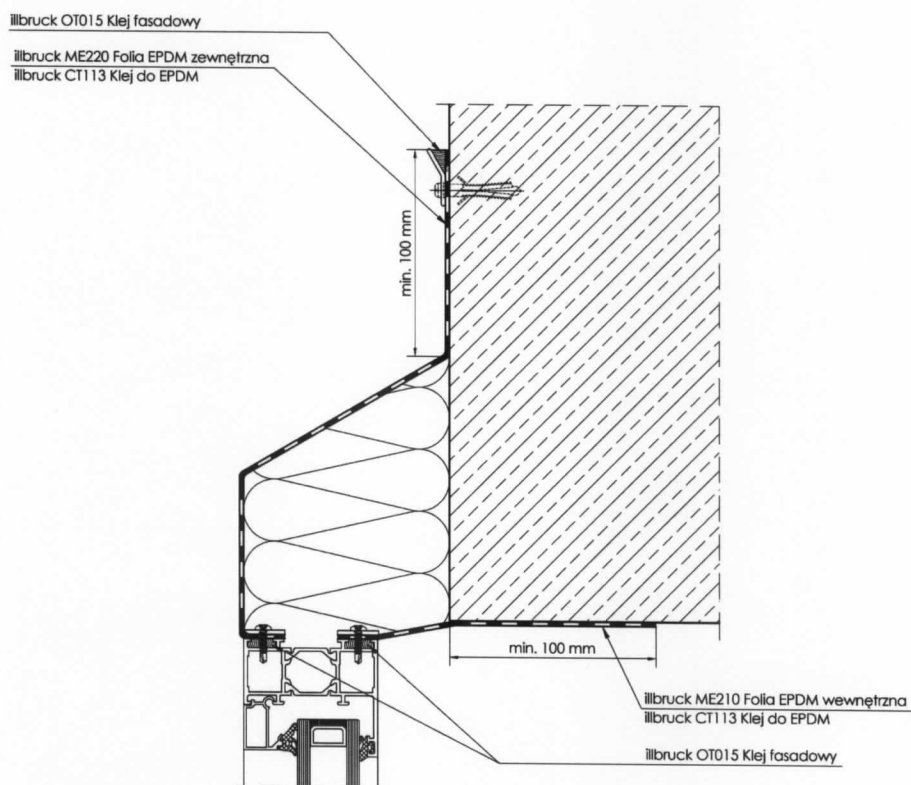 illbruck OT015 Klej fasadowy
illbruck ME220 Folia EPDM zewnętrzna
illbruck CT113 Klej do EPDM
min. 100 mm
min. 100 mm
illbruck ME210 Folia EPDM wewnętrzna
illbruck CT113 Klej do EPDM
illbruck OT015 Klej fasadowy